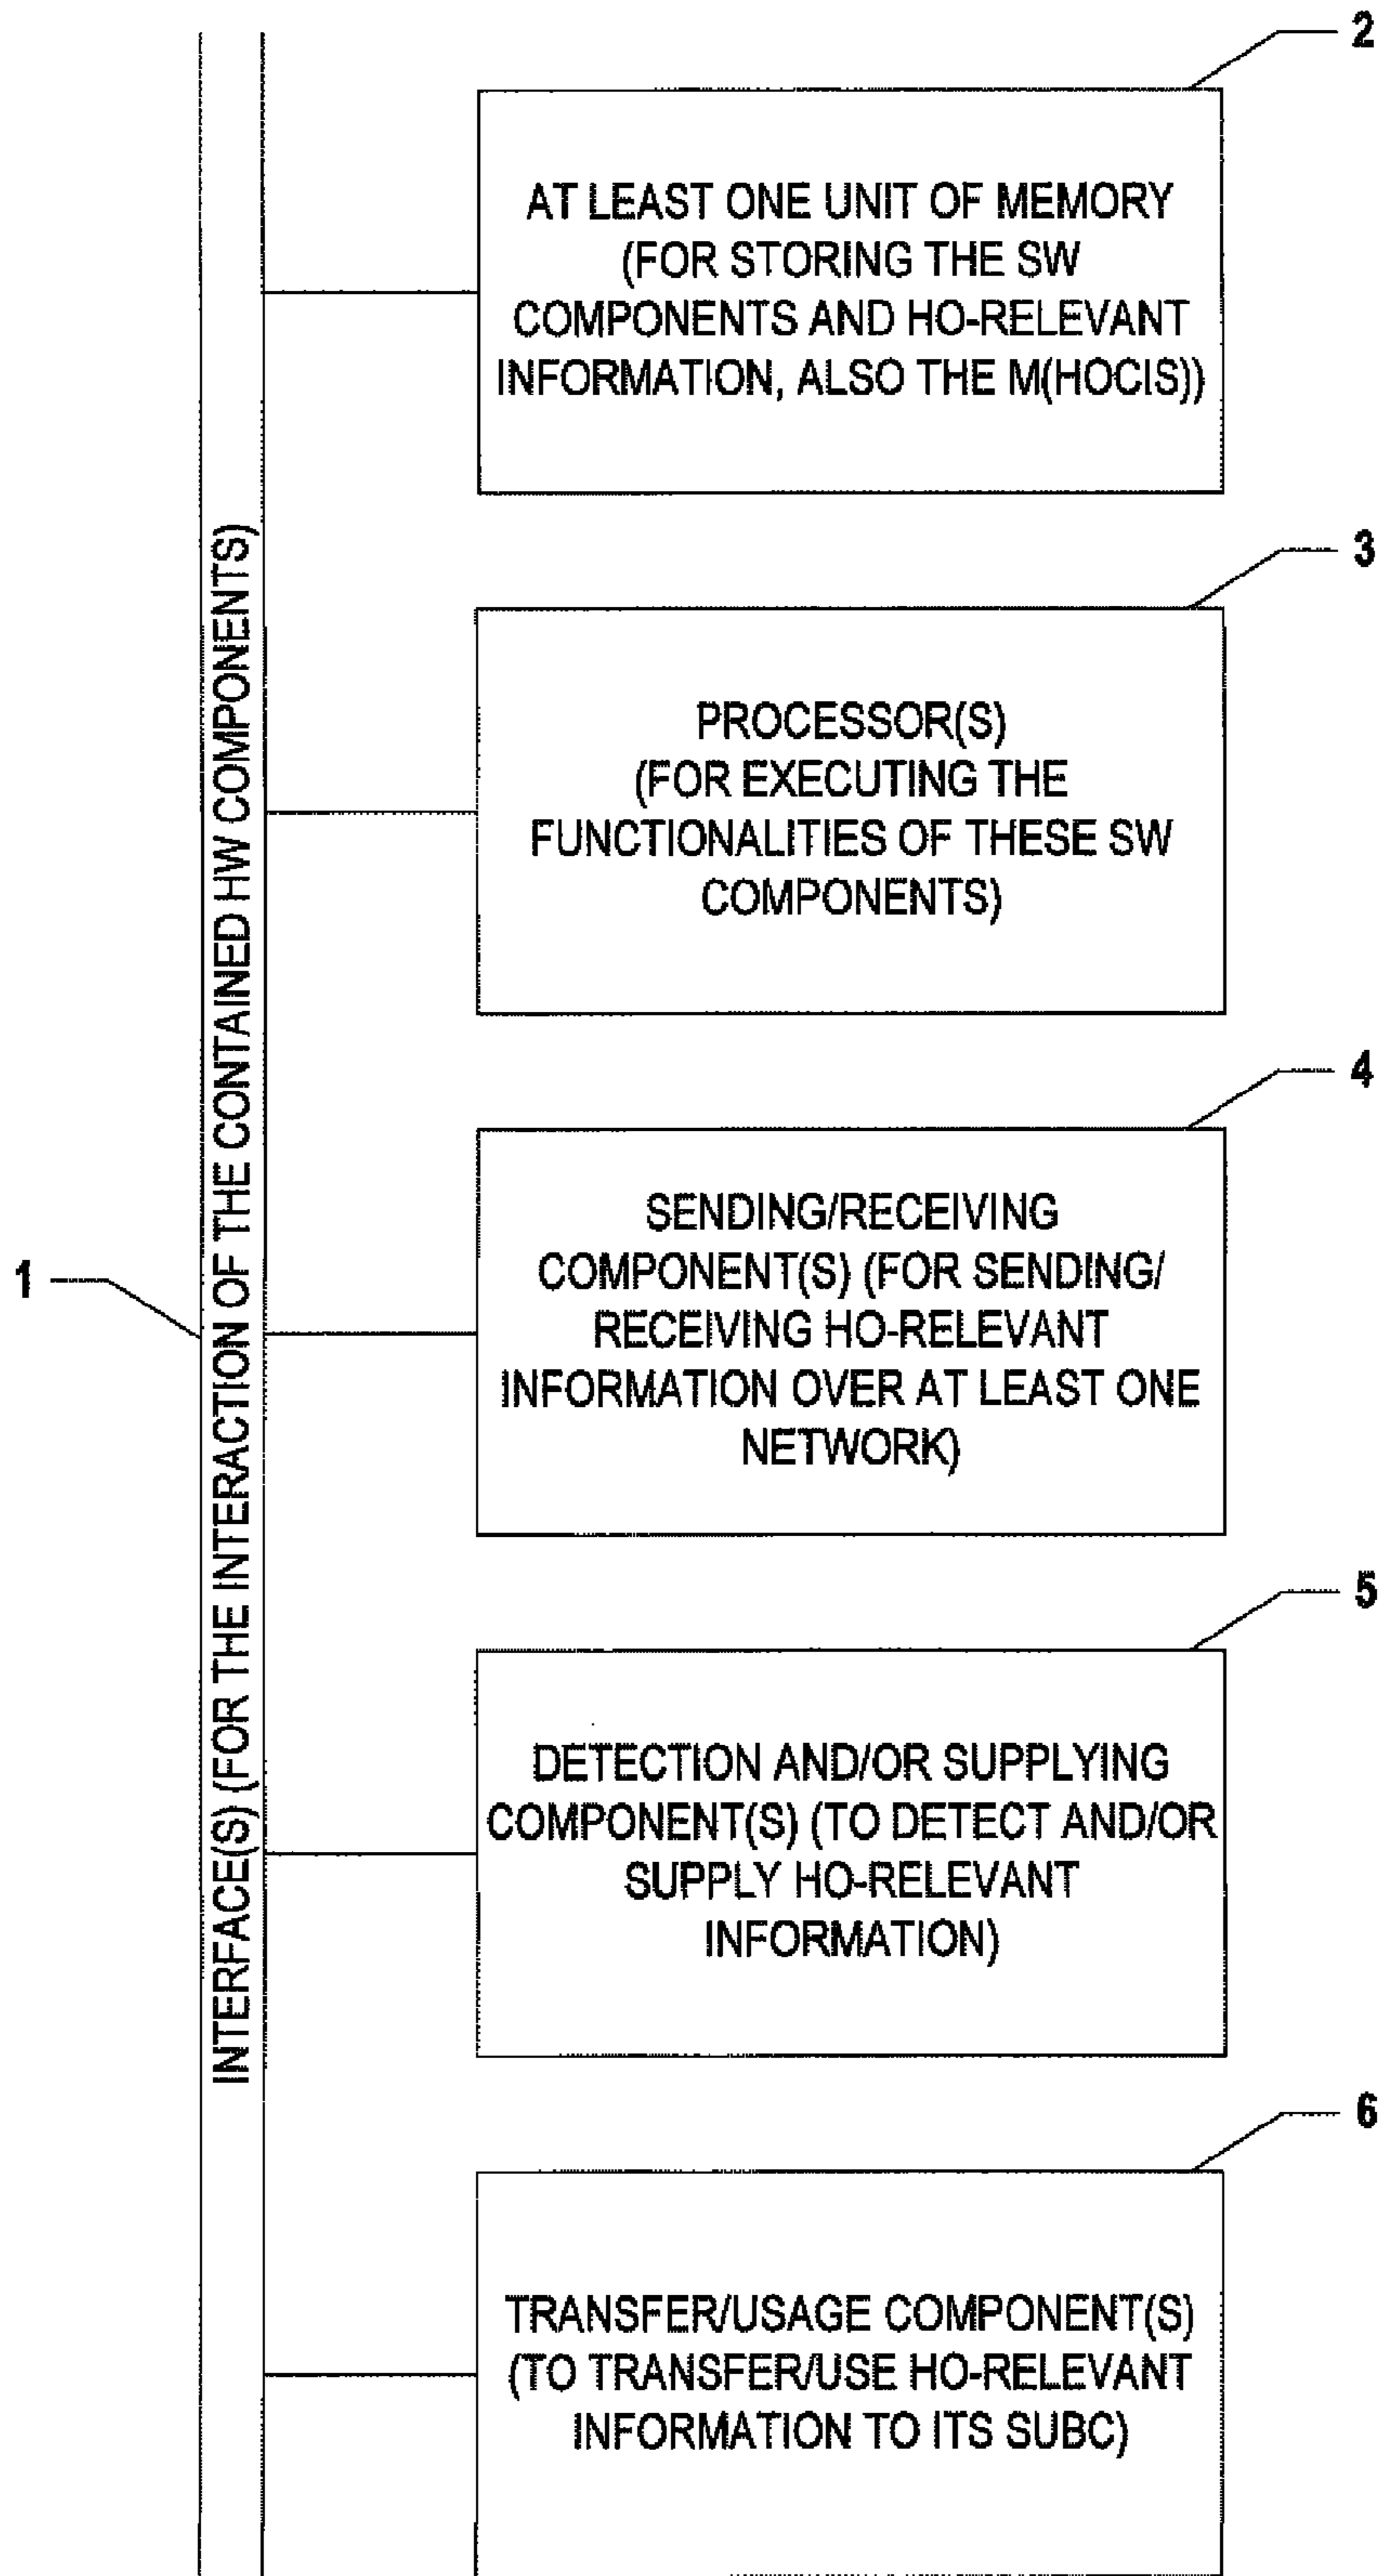 2
AT LEAST ONE UNIT OF MEMORY
(FOR STORING THE SW
COMPONENTS AND HO-RELEVANT
INFORMATION, ALSO THE M(HOCIS))
3
PROCESSOR(S)
(FOR EXECUTING THE
FUNCTIONALITIES OF THESE SW
COMPONENTS)
4
SENDING/RECEIVING
COMPONENT(S) (FOR SENDING/
RECEIVING HO-RELEVANT
INFORMATION OVER AT LEAST ONE
NETWORK)
1
INTERFACE(S) (FOR THE INTERACTION OF THE CONTAINED HW COMPONENTS)
5
DETECTION AND/OR SUPPLYING
COMPONENT(S) (TO DETECT AND/OR
SUPPLY HO-RELEVANT
INFORMATION)
6
TRANSFER/USAGE COMPONENT(S)
(TO TRANSFER/USE HO-RELEVANT
INFORMATION TO ITS SUBC)